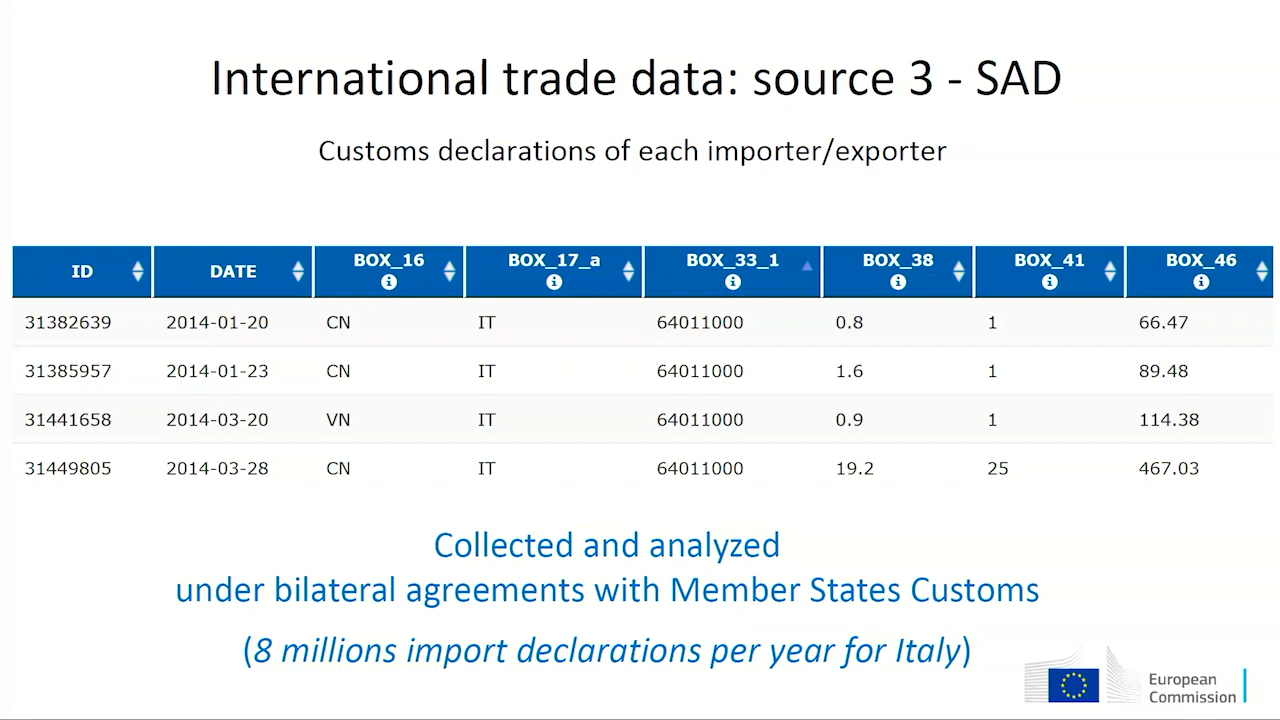 International trade data: source 3 - SAD
Customs declarations of each importer/exporter
ID DATE BOX_16 BOX_17_a BOX_33_1 BOX_38 BOX_41 BOX_46
31382639 2014-01-20 CN IT 64011000 0.8 1 66.47
31385957 2014-01-23 CN IT 64011000 1.6 1 89.48
31441658 2014-03-20 VN IT 64011000 0.9 1 114.38
31449805 2014-03-28 CN IT 64011000 19.2 25 467.03
Collected and analyzed
under bilateral agreements with Member States Customs
(8 millions import declarations per year for Italy)
European
Commission